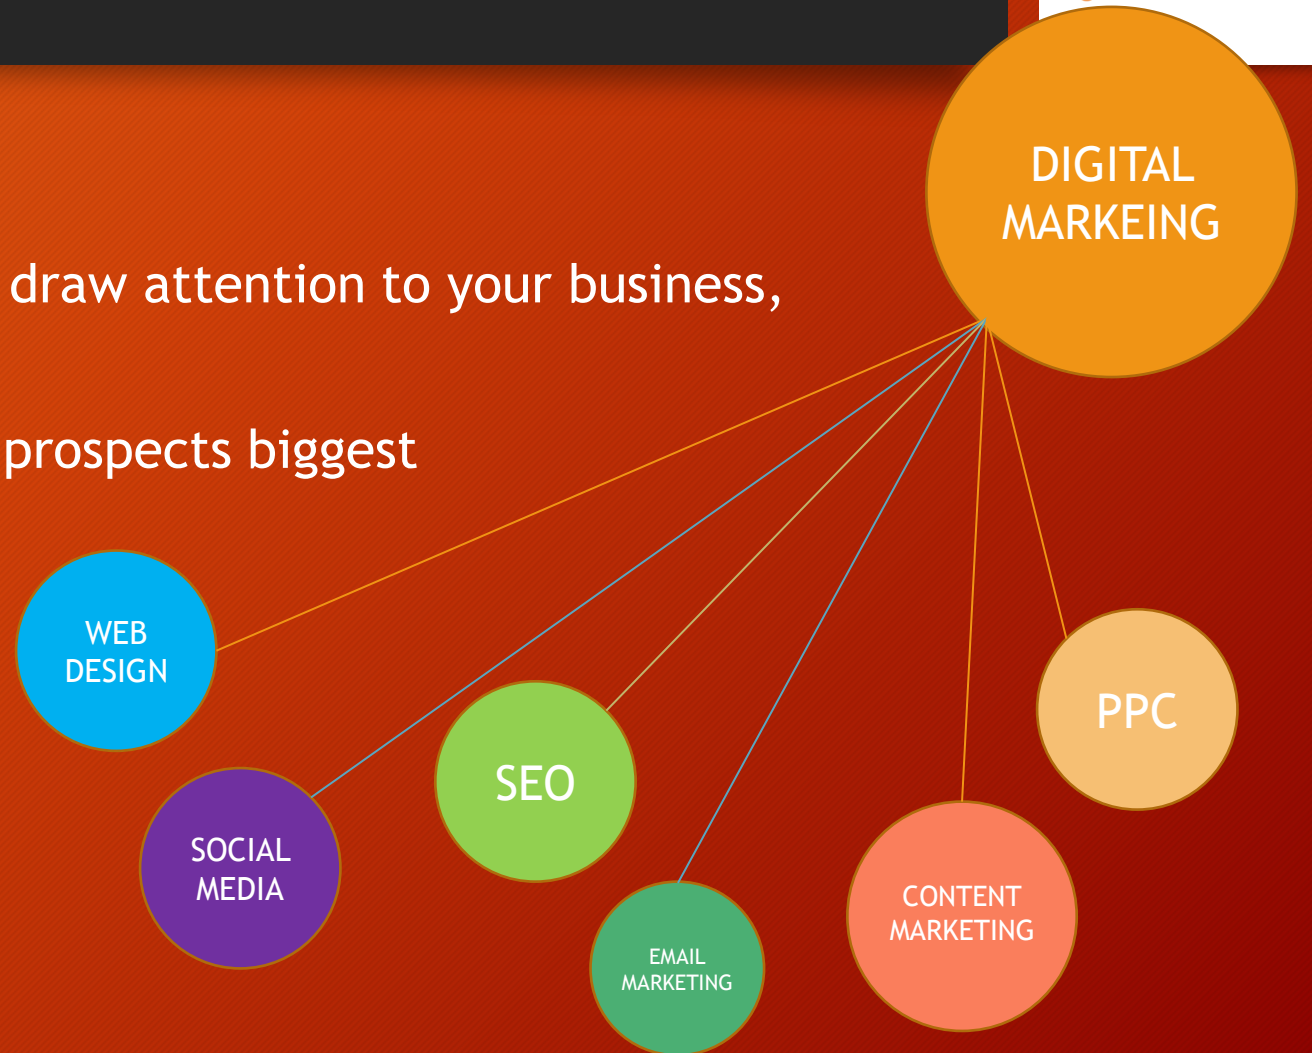 DIGITAL
MARKEING
draw attention to your business,
prospects biggest
WEB
DESIGN
SOCIAL
MEDIA
SEO
EMAIL
MARKETING
CONTENT
MARKETING
PPC